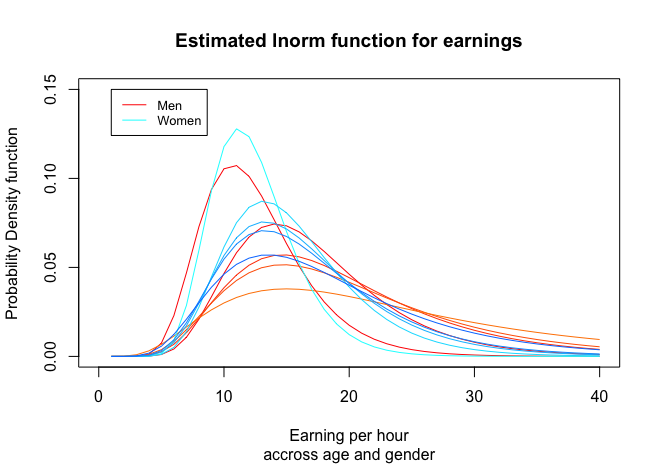 Estimated lnorm function for earnings
Probability Density function
0.15
0.10
0.05
0.00
Men
Women
0
10
20
30
40
Earning per hour
accross age and gender